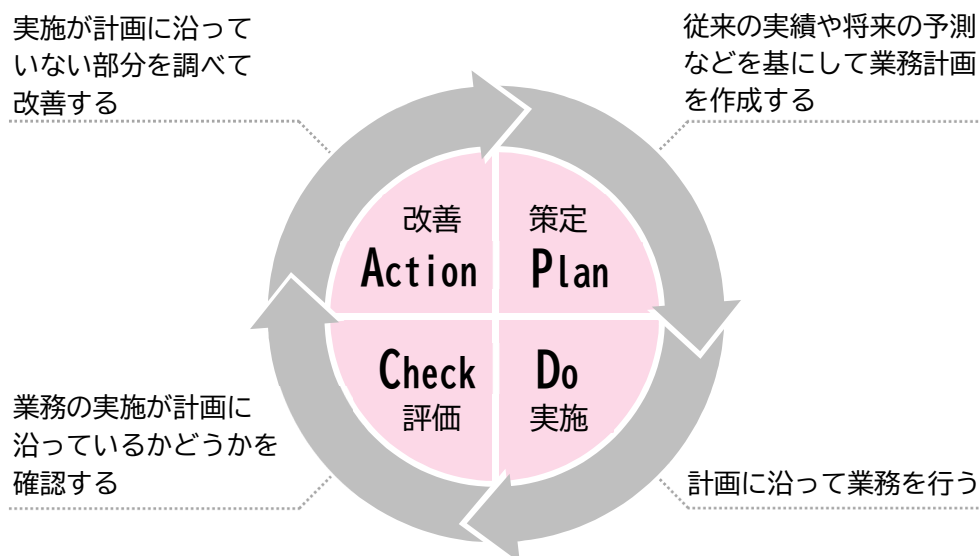 実施が計画に沿って
いない部分を調べて
改善する
従来の実績や将来の予測
などを基にして業務計画
を作成する
改善
Action
策定
Plan
Check
評価
Do
実施
業務の実施が計画に
沿っているかどうかを
確認する
計画に沿って業務を行う